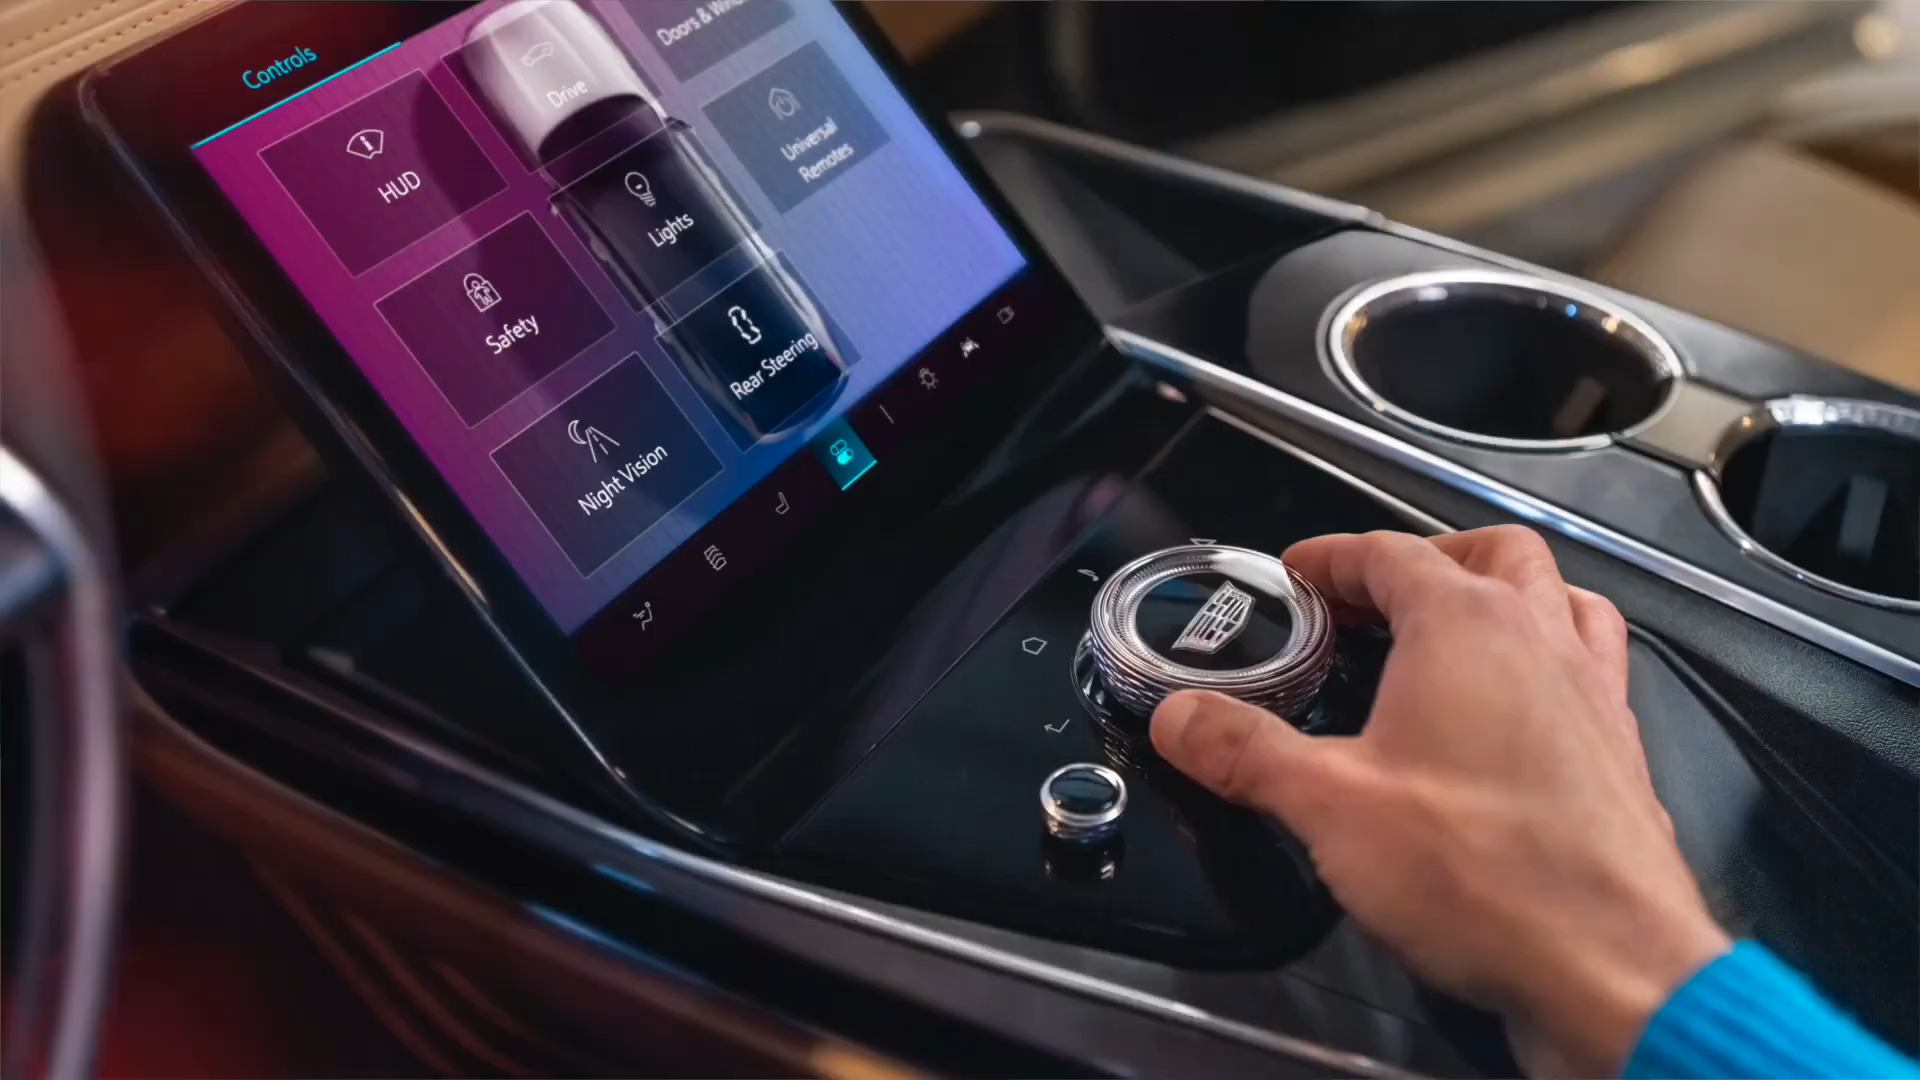 Controls
HUD
Drive
Doors &
Safety
Lights
Universal
Remotes
Night Vision
Rear Steering